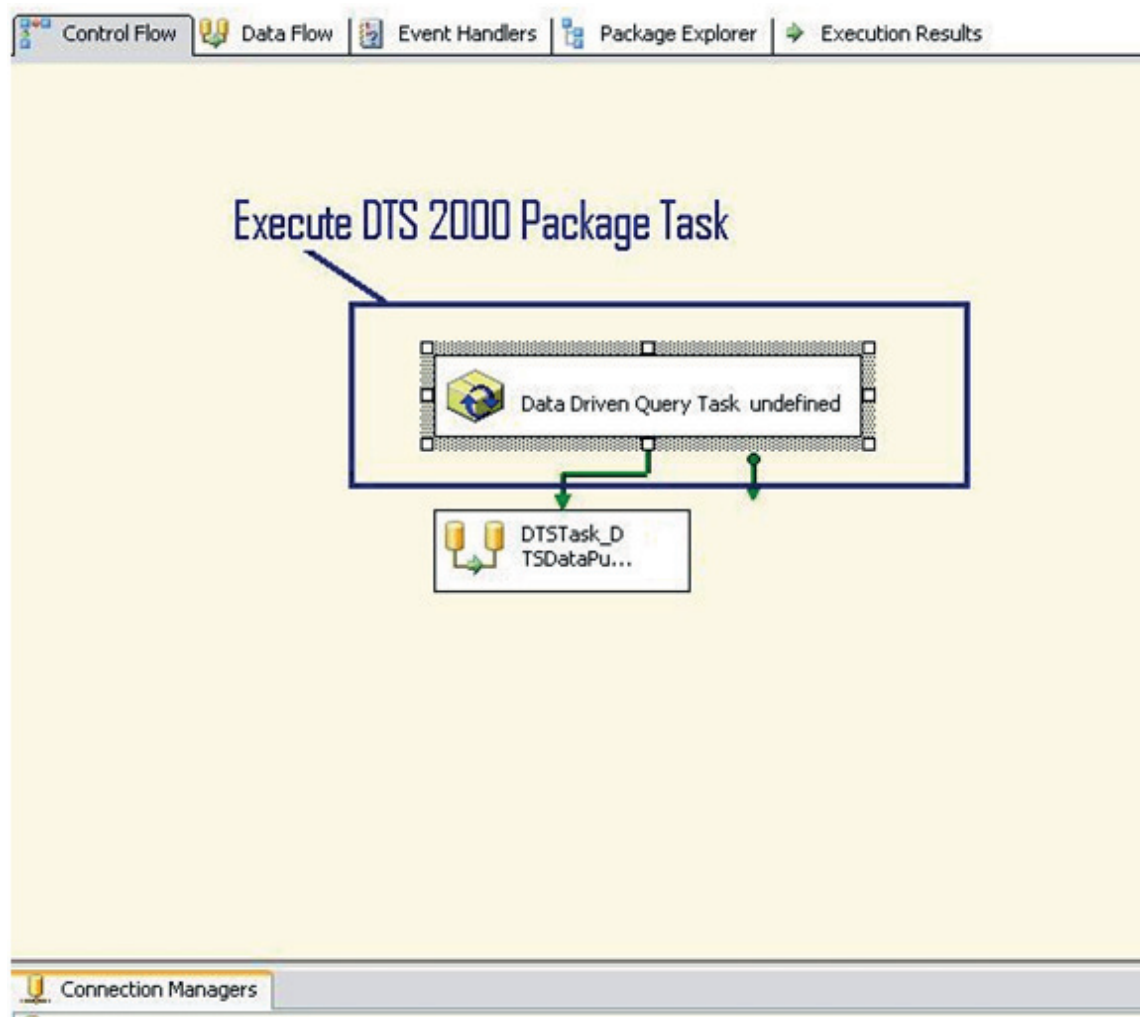 Control Flow
Data Flow
Event Handlers
Package Explorer
Execution Results
Execute DTS 2000 Package Task
Data Driven Query Task undefined
DTSTask_D
TSDataPu...
Connection Managers